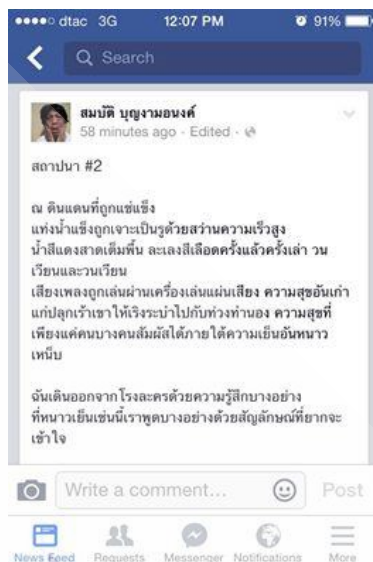 dtac 3G 12:07 PM 91%
Search
สมบัติ บุญงามอนงค์
58 minutes ago · Edited ·
สถาปนา #2
ณ ดินแดนที่ถูกแช่แข็ง
แท่งน้ำแข็งถูกเจาะเป็นรูด้วยสว่านความเร็วสูง
น้ำสีแดงสาดเต็มพื้น ละเลงสีเลือดครั้งแล้วครั้งเล่า วน
เวียนและวนเวียน
เสียงเพลงถูกเล่นผ่านเครื่องเล่นแผ่นเสียง ความสุขอันเก่า
แก่ปลุกเร้าเขาให้เริงระบำไปกับท่วงทำนอง ความสุขที่
เพียงแค่คนบางคนสัมผัสได้ภายใต้ความเย็นอันหนาว
เหน็บ
ฉันเดินออกจากโรงละครด้วยความรู้สึกบางอย่าง
ที่หนาวเย็นเช่นนี้เราพูดบางอย่างด้วยสัญลักษณ์ที่ยากจะ
เข้าใจ
Write a comment... Post
News Feed Requests Messenger Notifications More